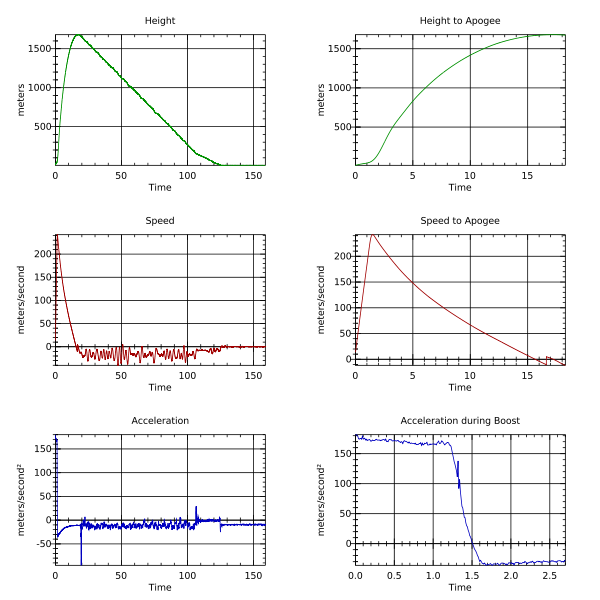 Height
meters
1500
1000
500
0 50 100 150
Time
Height to Apogee
meters
1500
1000
500
0 5 10 15
Time
Speed
meters/second
200
150
100
50
0
0 50 100 150
Time
Speed to Apogee
meters/second
200
150
100
50
0
0 5 10 15
Time
Acceleration
meters/second²
150
100
50
0
-50
0 50 100 150
Time
Acceleration during Boost
meters/second²
150
100
50
0
0.0 0.5 1.0 1.5 2.0 2.5
Time